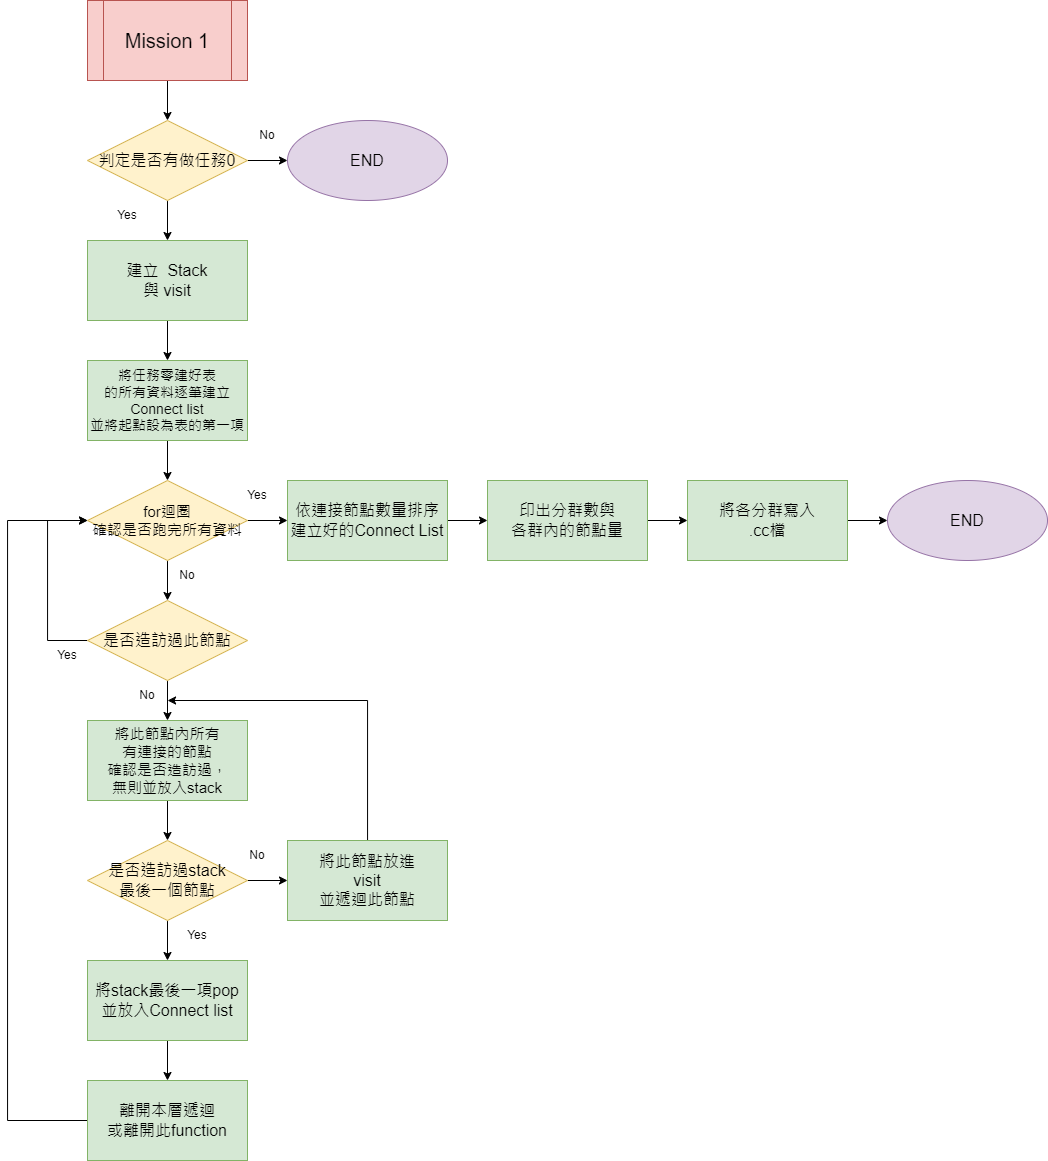 Mission 1
判定是否有做任務0
No
END
Yes
建立  Stack
與 visit
將任務零建好表
的所有資料逐筆建立
Connect list
並將起點設為表的第一項
for迴圈
確認是否跑完所有資料
Yes
依連接節點數量排序
建立好的Connect List
印出分群數與
各群內的節點量
將各分群寫入
.cc檔
END
No
是否造訪過此節點
Yes
No
將此節點內所有
有連接的節點
確認是否造訪過，
無則並放入stack
是否造訪過stack
最後一個節點
No
將此節點放進
visit
並遞迴此節點
Yes
將stack最後一項pop
並放入Connect list
離開本層遞迴
或離開此function